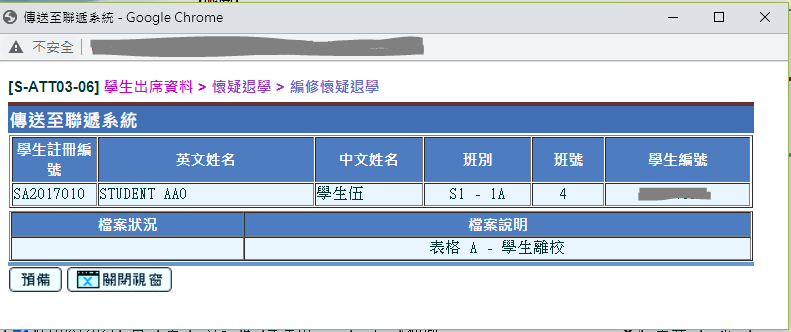 傳送至聯遞系統 - Google Chrome
不安全
[S-ATT03-06] 學生出席資料 > 懷疑退學 > 編修懷疑退學
傳送至聯遞系統
學生註冊編號 英文姓名 中文姓名 班別 班號 學生編號
SA2017010 STUDENT AAO 學生伍 S1 - 1A 4
檔案狀況 檔案說明
表格 A - 學生離校
預備 關閉視窗